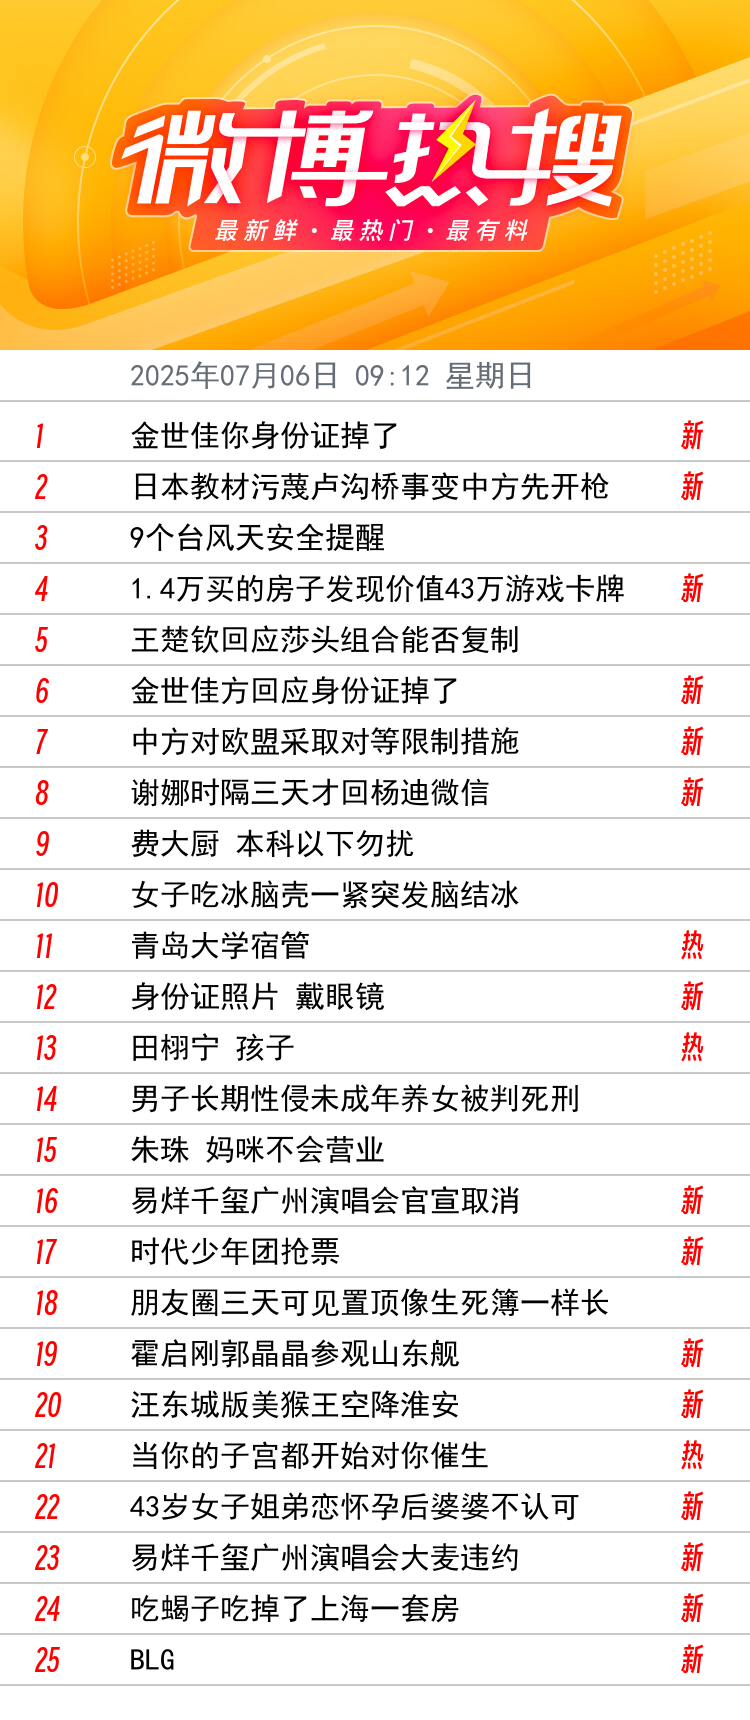 微博热搜
最新鲜·最热门·最有料
2025年07月06日 09:12 星期日
1 金世佳你身份证掉了 新
2 日本教材污蔑卢沟桥事变中方先开枪 新
3 9个台风天安全提醒
4 1.4万买的房子发现价值43万游戏卡牌 新
5 王楚钦回应莎头组合能否复制
6 金世佳方回应身份证掉了 新
7 中方对欧盟采取对等限制措施 新
8 谢娜时隔三天才回杨迪微信 新
9 费大厨 本科以下勿扰
10 女子吃冰脑壳一紧突发脑结冰
11 青岛大学宿管 热
12 身份证照片 戴眼镜 新
13 田栩宁 孩子 热
14 男子长期性侵未成年养女被判死刑
15 朱珠 妈咪不会营业
16 易烊千玺广州演唱会官宣取消 新
17 时代少年团抢票 新
18 朋友圈三天可见置顶像生死簿一样长
19 霍启刚郭晶晶参观山东舰 新
20 汪东城版美猴王空降淮安 新
21 当你的子宫都开始对你催生 热
22 43岁女子姐弟恋怀孕后婆婆不认可 新
23 易烊千玺广州演唱会大麦违约 新
24 吃蝎子吃掉了上海一套房 新
25 BLG 新